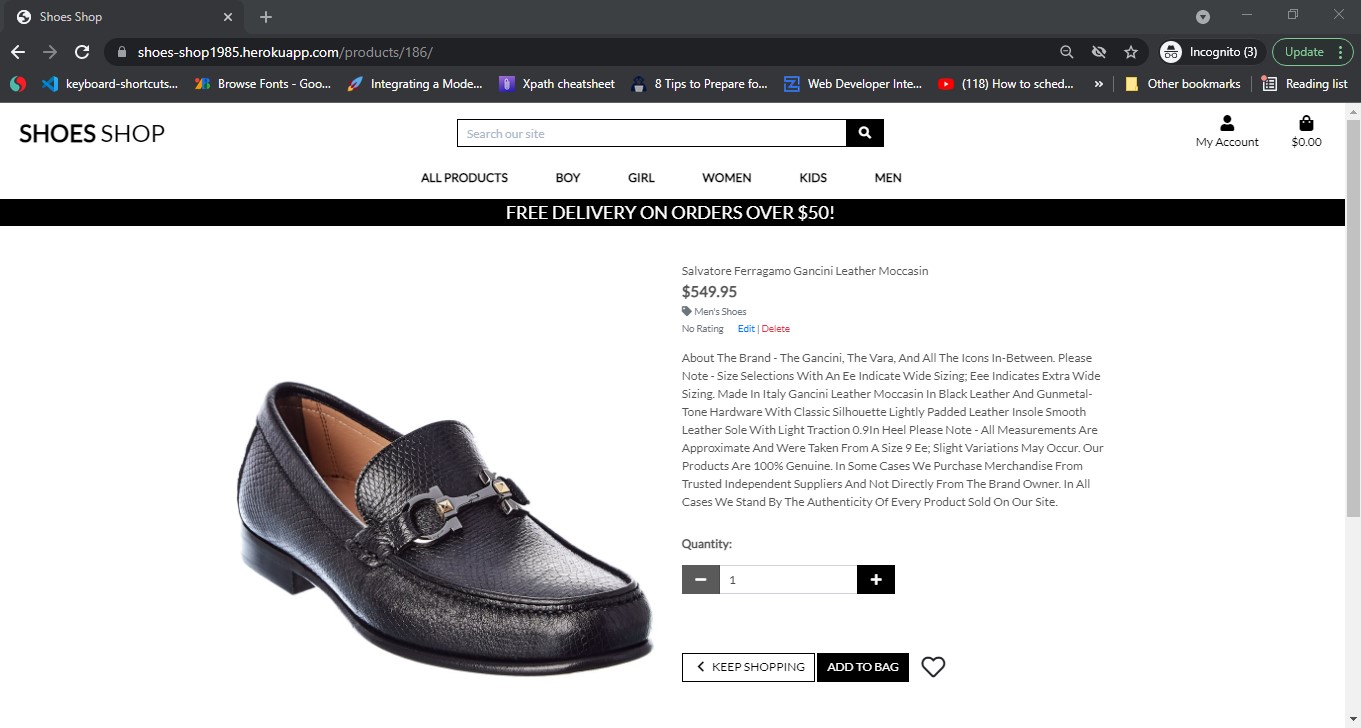 Shoes Shop
shoes-shop1985.herokuapp.com/products/186/
Incognito (3)
Update
keyboard-shortcuts...
Browse Fonts - Goo...
Integrating a Mode...
Xpath cheatsheet
8 Tips to Prepare fo...
Web Developer Inte...
(118) How to sched...
»
Other bookmarks
Reading list
SHOES SHOP
Search our site
My Account
$0.00
ALL PRODUCTS
BOY
GIRL
WOMEN
KIDS
MEN
FREE DELIVERY ON ORDERS OVER $50!
Salvatore Ferragamo Gancini Leather Moccasin
$549.95
Men's Shoes
No Rating Edit | Delete
About The Brand - The Gancini, The Vara, And All The Icons In-Between. Please
Note - Size Selections With An Ee Indicate Wide Sizing; Eee Indicates Extra Wide
Sizing. Made In Italy Gancini Leather Moccasin In Black Leather And Gunmetal-
Tone Hardware With Classic Silhouette Lightly Padded Leather Insole Smooth
Leather Sole With Light Traction 0.9In Heel Please Note - All Measurements Are
Approximate And Were Taken From A Size 9 Ee; Slight Variations May Occur. Our
Products Are 100% Genuine. In Some Cases We Purchase Merchandise From
Trusted Independent Suppliers And Not Directly From The Brand Owner. In All
Cases We Stand By The Authenticity Of Every Product Sold On Our Site.
Quantity:
1
KEEP SHOPPING
ADD TO BAG